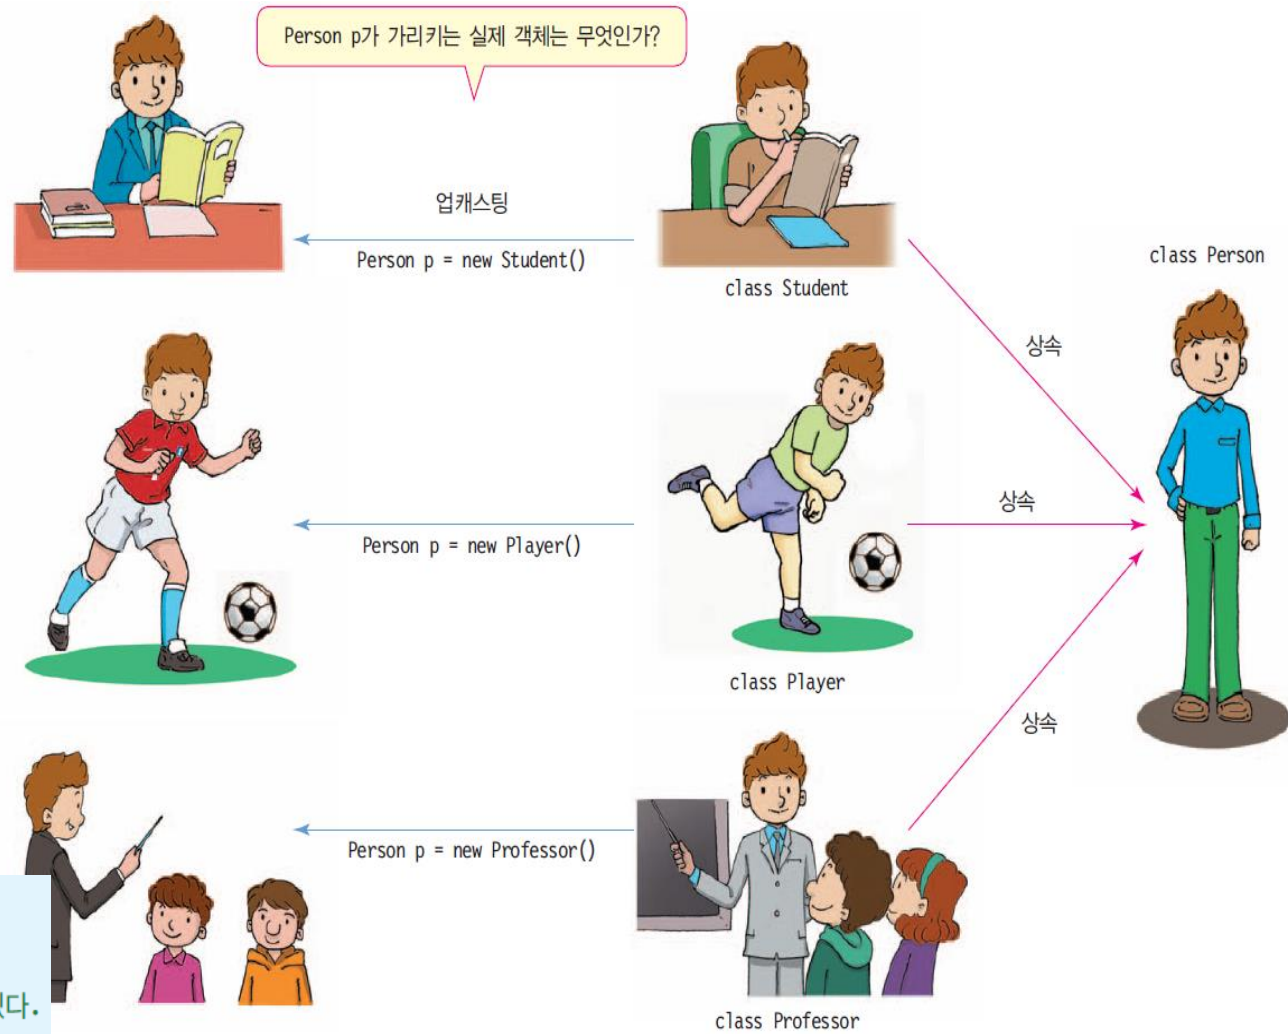 Person p가 가리키는 실제 객체는 무엇인가?
업캐스팅
Person p = new Student()
class Student
class Person
상속
Person p = new Player()
상속
class Player
상속
Person p = new Professor()
class Professor